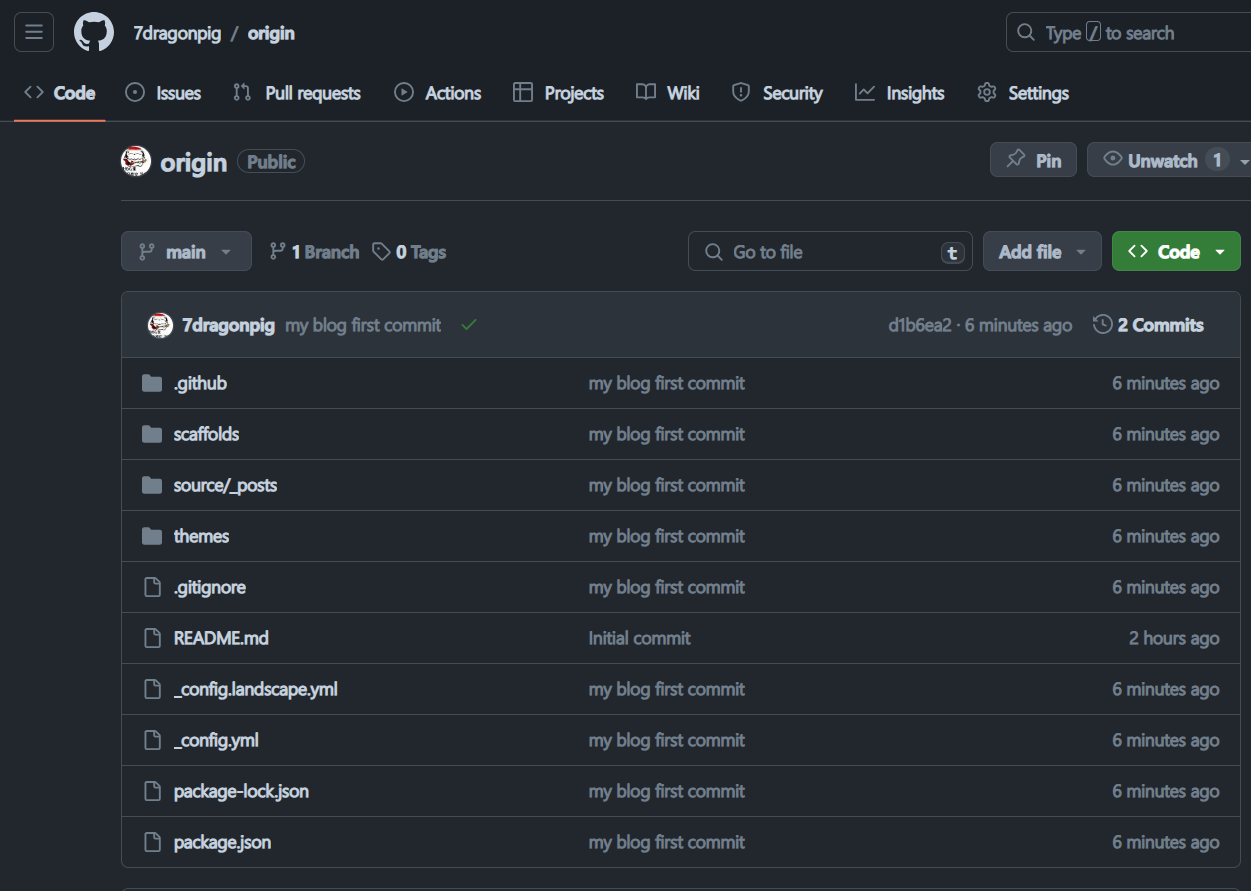 7dragonpig / origin
Type / to search
Code Issues Pull requests Actions Projects Wiki Security Insights Settings
origin Public
Pin Unwatch 1
main 1 Branch 0 Tags Go to file t Add file Code
7dragonpig my blog first commit d1b6ea2 · 6 minutes ago 2 Commits
.github my blog first commit 6 minutes ago
scaffolds my blog first commit 6 minutes ago
source/_posts my blog first commit 6 minutes ago
themes my blog first commit 6 minutes ago
.gitignore my blog first commit 6 minutes ago
README.md Initial commit 2 hours ago
_config.landscape.yml my blog first commit 6 minutes ago
_config.yml my blog first commit 6 minutes ago
package-lock.json my blog first commit 6 minutes ago
package.json my blog first commit 6 minutes ago